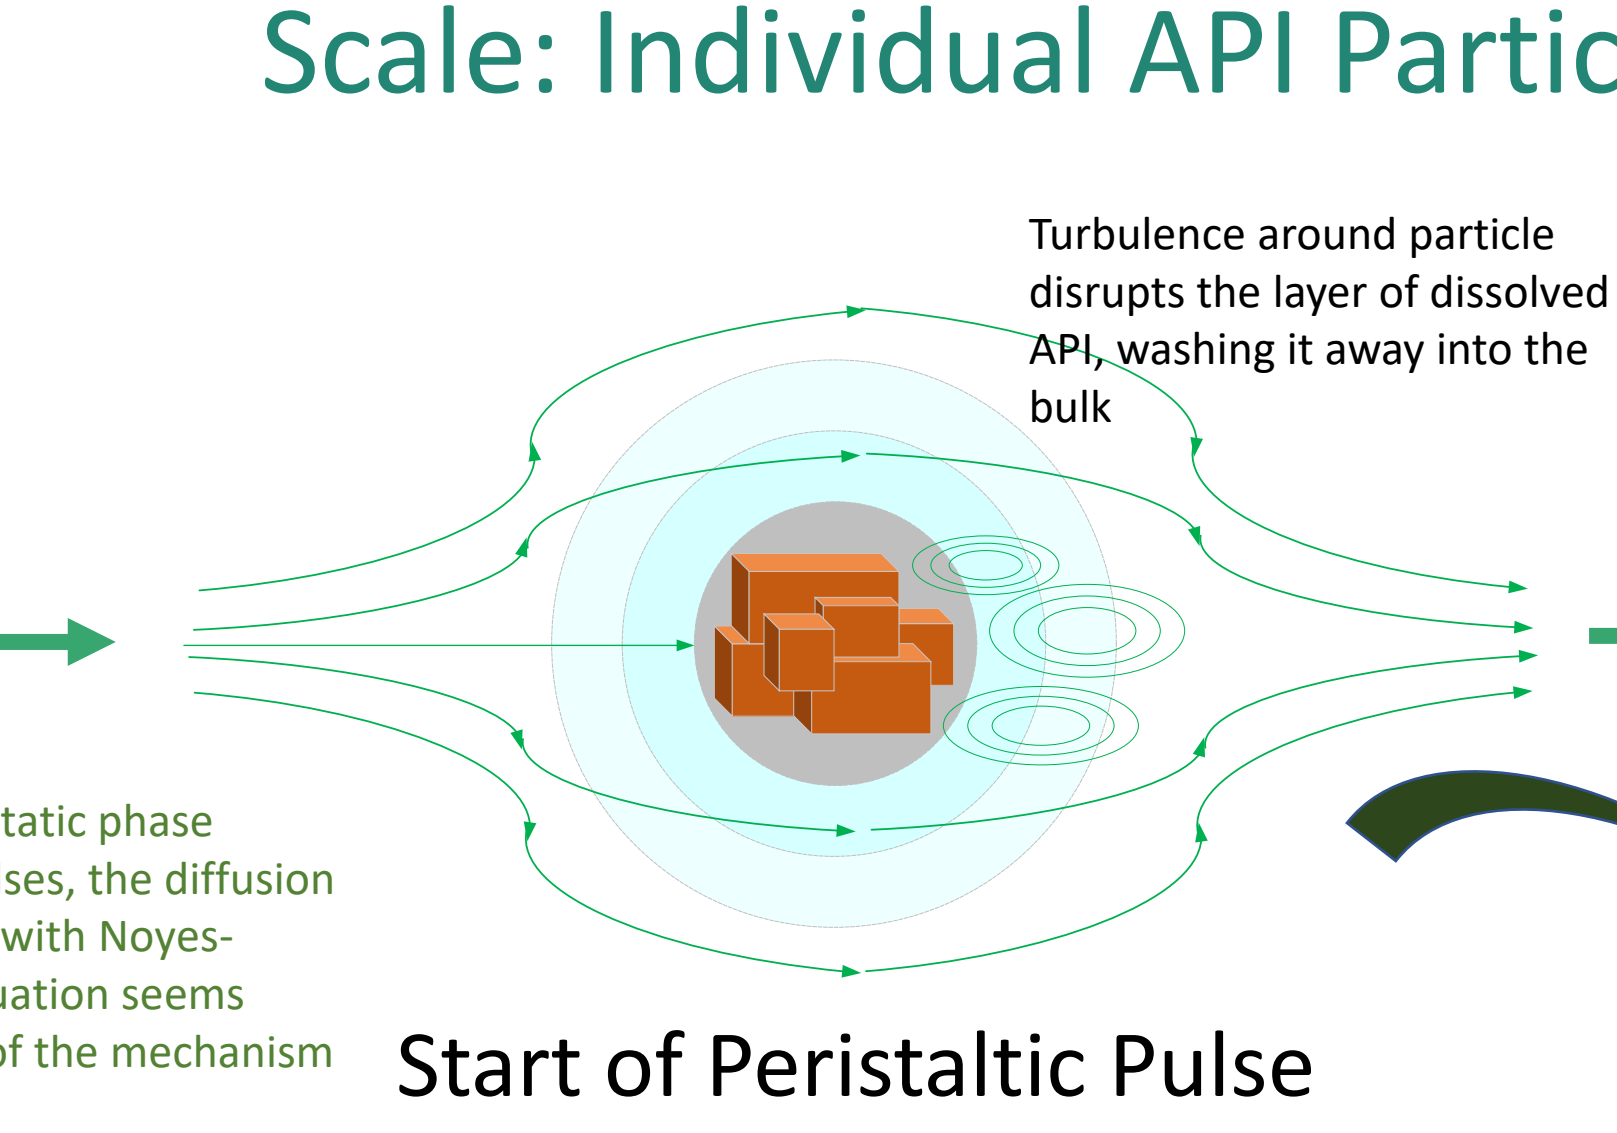 Scale: Individual API Partic
Turbulence around particle
disrupts the layer of dissolved
API, washing it away into the
bulk
tatic phase
lses, the diffusion
with Noyes-
uation seems
of the mechanism
Start of Peristaltic Pulse